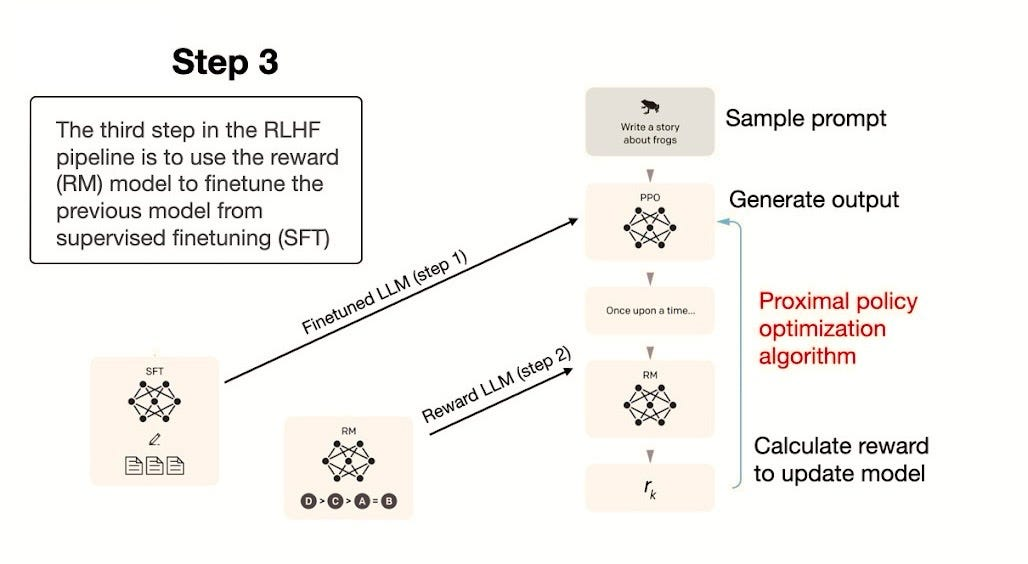 Step 3
The third step in the RLHF
pipeline is to use the reward
(RM) model to finetune the
previous model from
supervised finetuning (SFT)
Write a story
about frogs
Sample prompt
PPO
Generate output
Finetuned LLM (step 1)
Once upon a time...
Proximal policy
optimization
algorithm
SFT
Reward LLM (step 2)
RM
RM
D > C > A = B
Calculate reward
to update model
rk